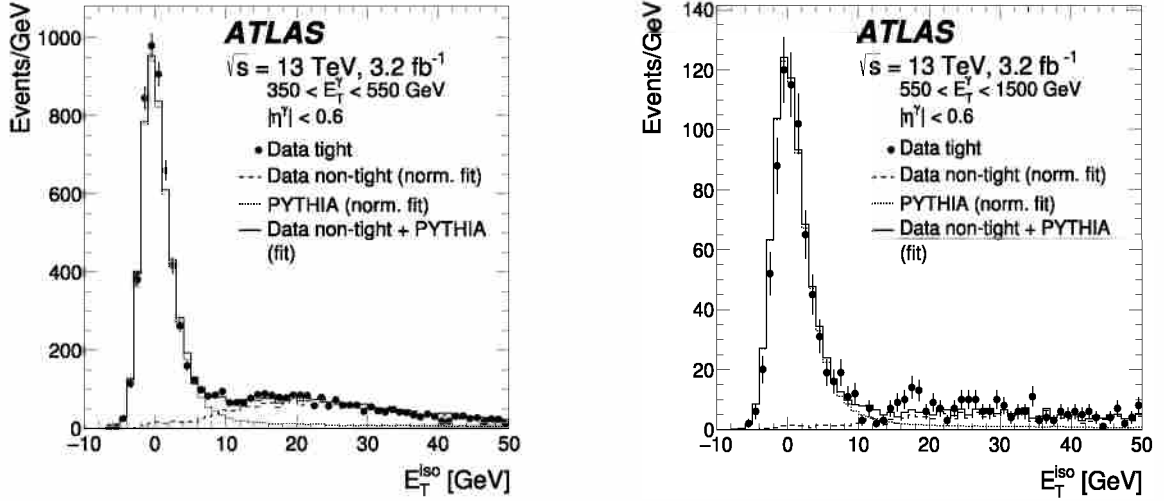 Events/GeV
1000
800
600
400
200
0
ATLAS
√s = 13 TeV, 3.2 fb⁻¹
350 < E_T^γ < 550 GeV
|η^γ| < 0.6
Data tight
Data non-tight (norm. fit)
PYTHIA (norm. fit)
Data non-tight + PYTHIA
(fit)
−10 0 10 20 30 40 50
E_T^iso [GeV]
Events/GeV
140
120
100
80
60
40
20
0
ATLAS
√s = 13 TeV, 3.2 fb⁻¹
550 < E_T^γ < 1500 GeV
|η^γ| < 0.6
Data tight
Data non-tight (norm. fit)
PYTHIA (norm. fit)
Data non-tight + PYTHIA
(fit)
−10 0 10 20 30 40 50
E_T^iso [GeV]